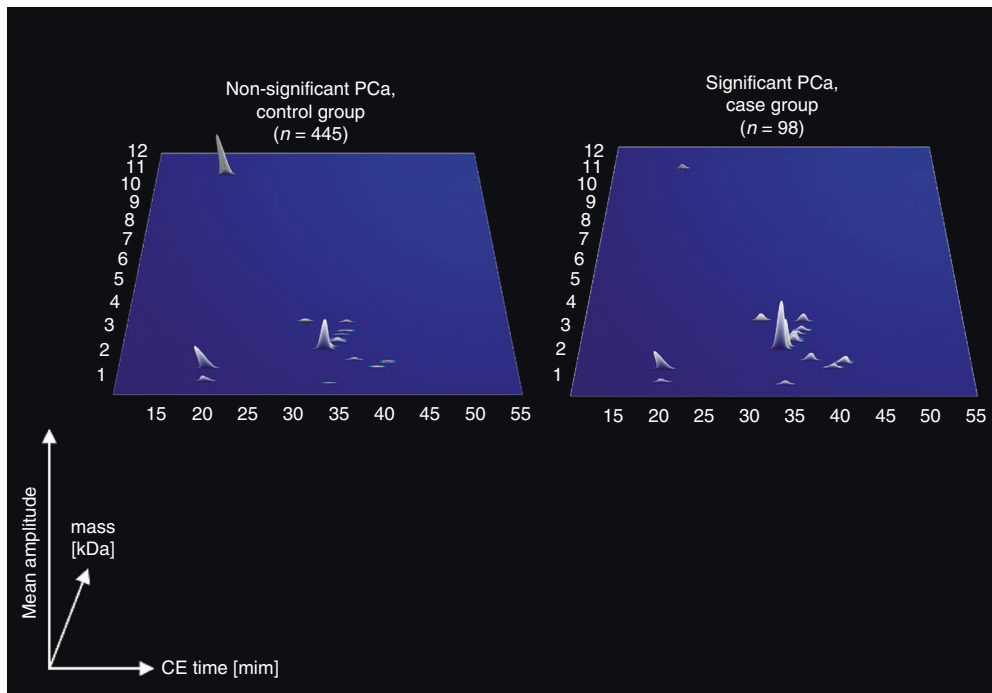 Non-significant PCa,
control group
(n = 445)
12
11
10
9
8
7
6
5
4
3
2
1
15 20 25 30 35 40 45 50 55
Significant PCa,
case group
(n = 98)
12
11
10
9
8
7
6
5
4
3
2
1
15 20 25 30 35 40 45 50 55
Mean amplitude
mass
[kDa]
CE time [mim]